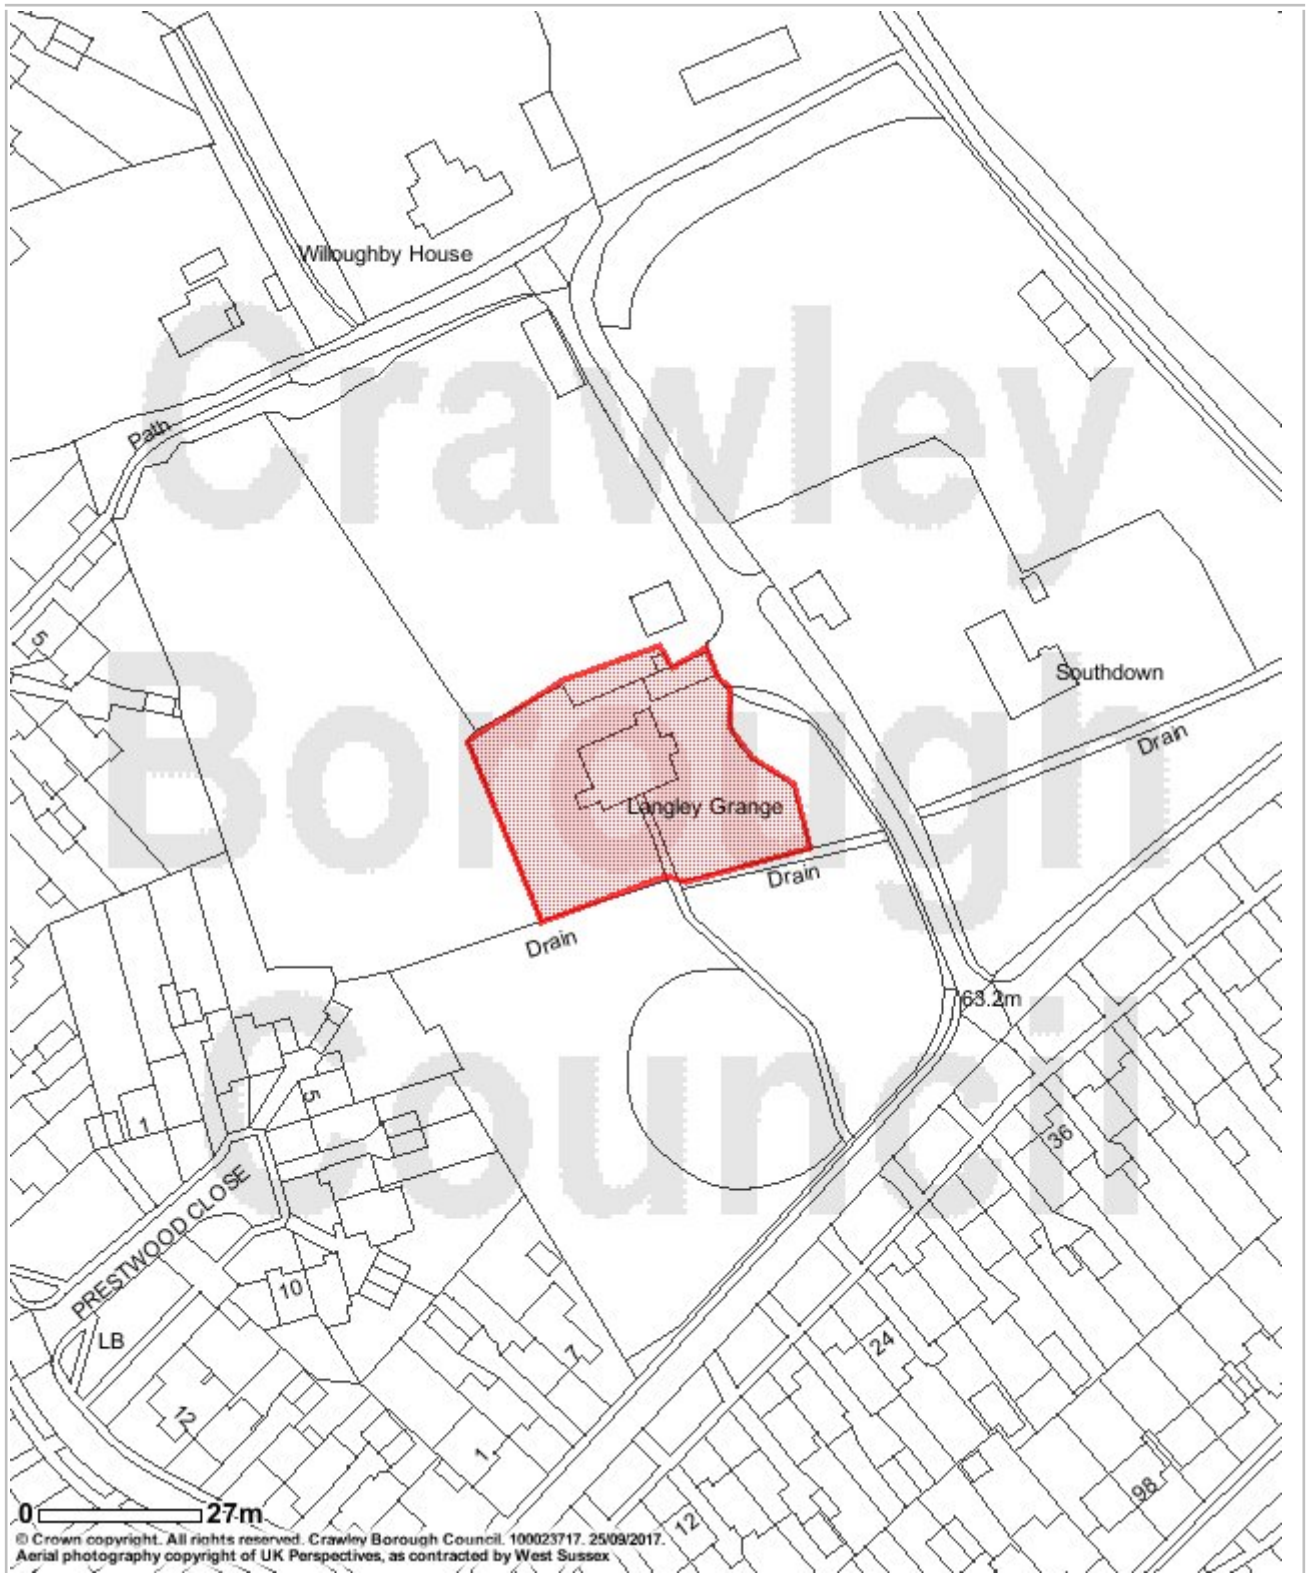 Willoughby House
Path
Crawley
5
Southdown
Drain
Borough
Langley Grange
Drain
Drain
63.2m
Council
5
1
36
PRESTWOOD CLOSE
10
LB
7
24
12
1
98
12
0 27m
© Crown copyright. All rights reserved. Crawley Borough Council. 100023717. 25/09/2017.
Aerial photography copyright of UK Perspectives, as contracted by West Sussex